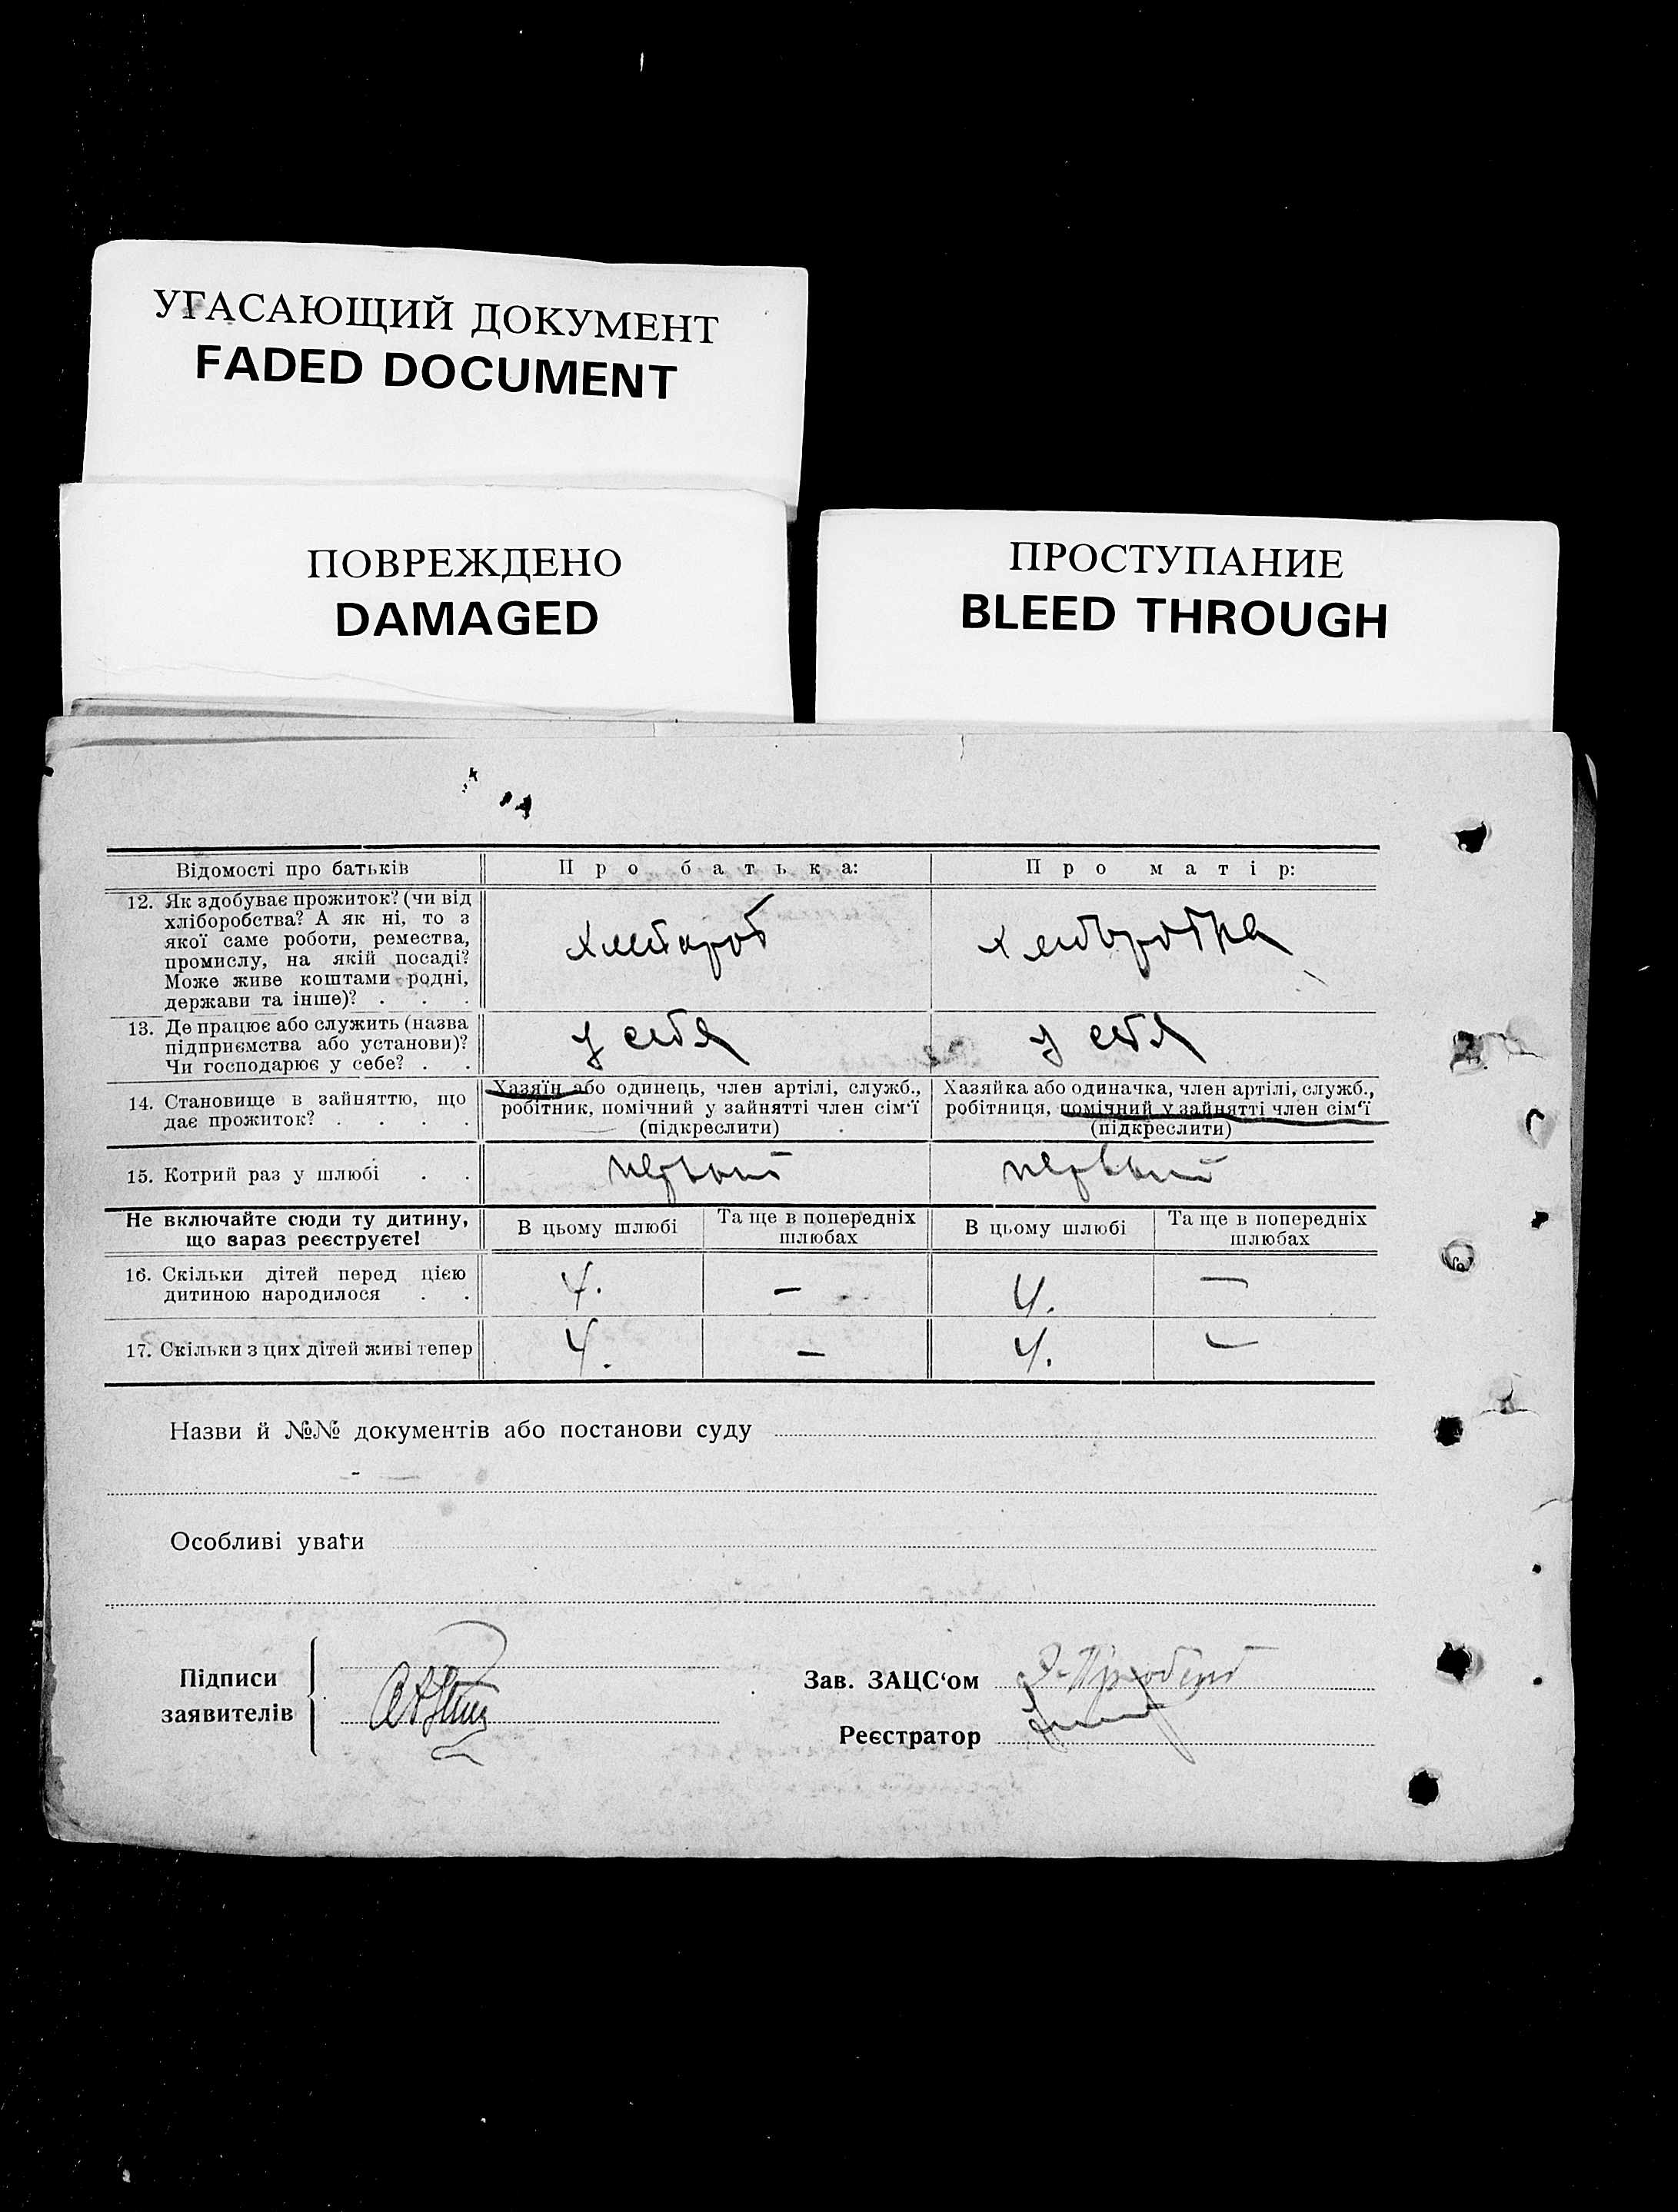 УГАСАЮЩИЙ ДОКУМЕНТ
FADED DOCUMENT
ПОВРЕЖДЕНО
DAMAGED
ПРОСТУПАНИЕ
BLEED THROUGH
Відомості про батьків
Про батька:
Про матір:
12. Як здобуває прожиток? (чи від
хліборобства? А як ні, то з
якої саме роботи, ремества,
промислу, на якій посаді?
Може живе коштами родні,
держави та інше)? . . .
хлебороб
хлеборобка
13. Де працює або служить (назва
підприємства або установи)?
Чи господарює у себе? . .
у себя
у себя
14. Становище в зайняттю, що
дає прожиток? . . . .
Хазяїн або одинець, член артілі, служб.,
робітник, помічний у зайнятті член сім'ї
(підкреслити)
Хазяйка або одиначка, член артілі, служб.,
робітниця, помічний у зайнятті член сім'ї
(підкреслити)
15. Котрий раз у шлюбі . .
первый
первый
Не включайте сюди ту дитину,
що зараз реєструєте!
В цьому шлюбі
Та ще в попередніх
шлюбах
В цьому шлюбі
Та ще в попередніх
шлюбах
16. Скільки дітей перед цією
дитиною народилося . .
4.
—
4.
—
17. Скільки з цих дітей живі тепер
4.
—
4.
—
Назви й №№ документів або постанови суду
Особливі уваги
Підписи
заявителів
Зав. ЗАЦС'ом
Реєстратор